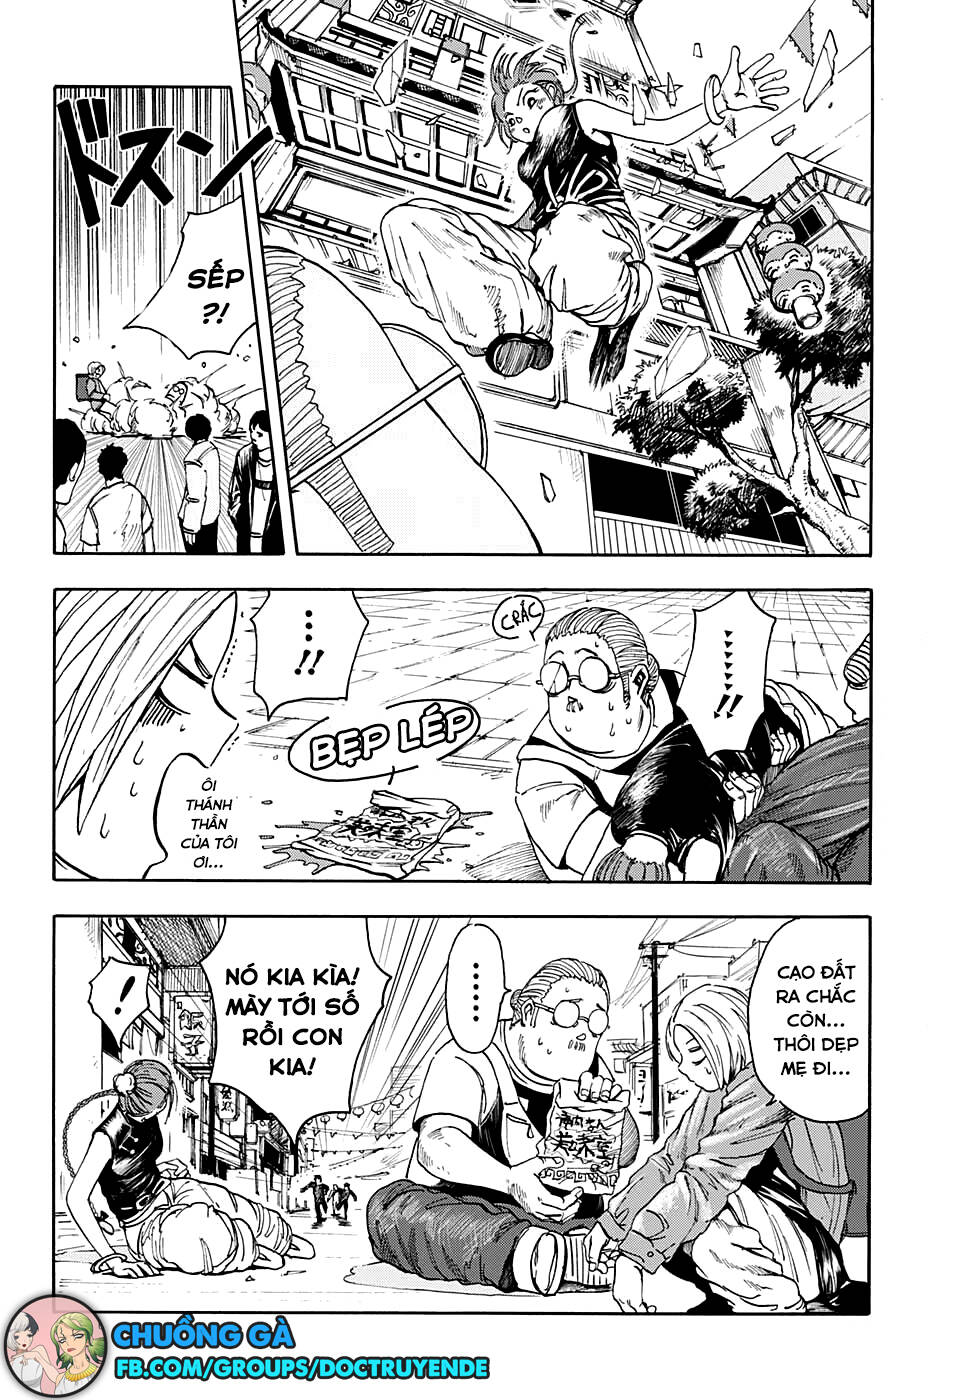 ドスン
SẾP
?!
‼
CRẮC
‼
BẸP LÉP
ÔI
THÁNH
THẦN
CỦA TÔI
ƠI...
CẠO ĐẤT
RA CHẮC
CÒN...
THÔI DẸP
MẸ ĐI...
NÓ KIA KÌA!
MÀY TỚI SỐ
RỒI CON
KIA!
!
CHUỒNG GÀ
FB.COM/GROUPS/DOCTRUYENDE